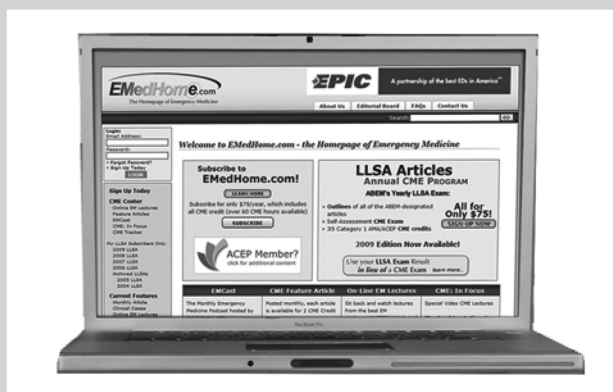 EMedHome.com
The Homepage of Emergency Medicine
EPIC
A partnership of the best EDs in America
About Us
Editorial Board
FAQs
Contact Us
Search:
GO
Login:
Email Address:
Password:
• Forgot Password?
• Sign Up Today
LOGIN
Sign Up Today
CME Center
Online EM Lectures
Feature Articles
EMCast
CME: In Focus
CME Tracker
For LLSA Subscribers Only:
2009 LLSA
2008 LLSA
2007 LLSA
2006 LLSA
Archived LLSAs
2005 LLSA
2004 LLSA
Current Features
Monthly Article
Clinical Cases
Online EM Lectures
Welcome to EMedHome.com - the Homepage of Emergency Medicine
Subscribe to
EMedHome.com!
LEARN MORE
Subscribe for only $79/year, which includes
all CME credit (over 60 CME hours available)
ACEP Member?
click for additional content
LLSA Articles
ANNUAL CME PROGRAM
ABEM's Yearly LLSA Exam:
• Outlines of all of the ABEM-designated
articles
• Self-Assessment CME Exam
• 35 Category 1 AMA/ACEP CME credits
All for
Only $75!
SIGN UP NOW
2009 Edition Now Available!
Use your LLSA Exam Result
in lieu of a CME Exam learn more..
EMCast
The Monthly Emergency
Medicine Podcast hosted by
CME Feature Article
Posted monthly, each article
is available for 2 CME Credit
On-Line EM Lectures
Sit back and watch lectures
from the best EM
CME: In Focus
Special Video CME Lectures
MacBook Pro